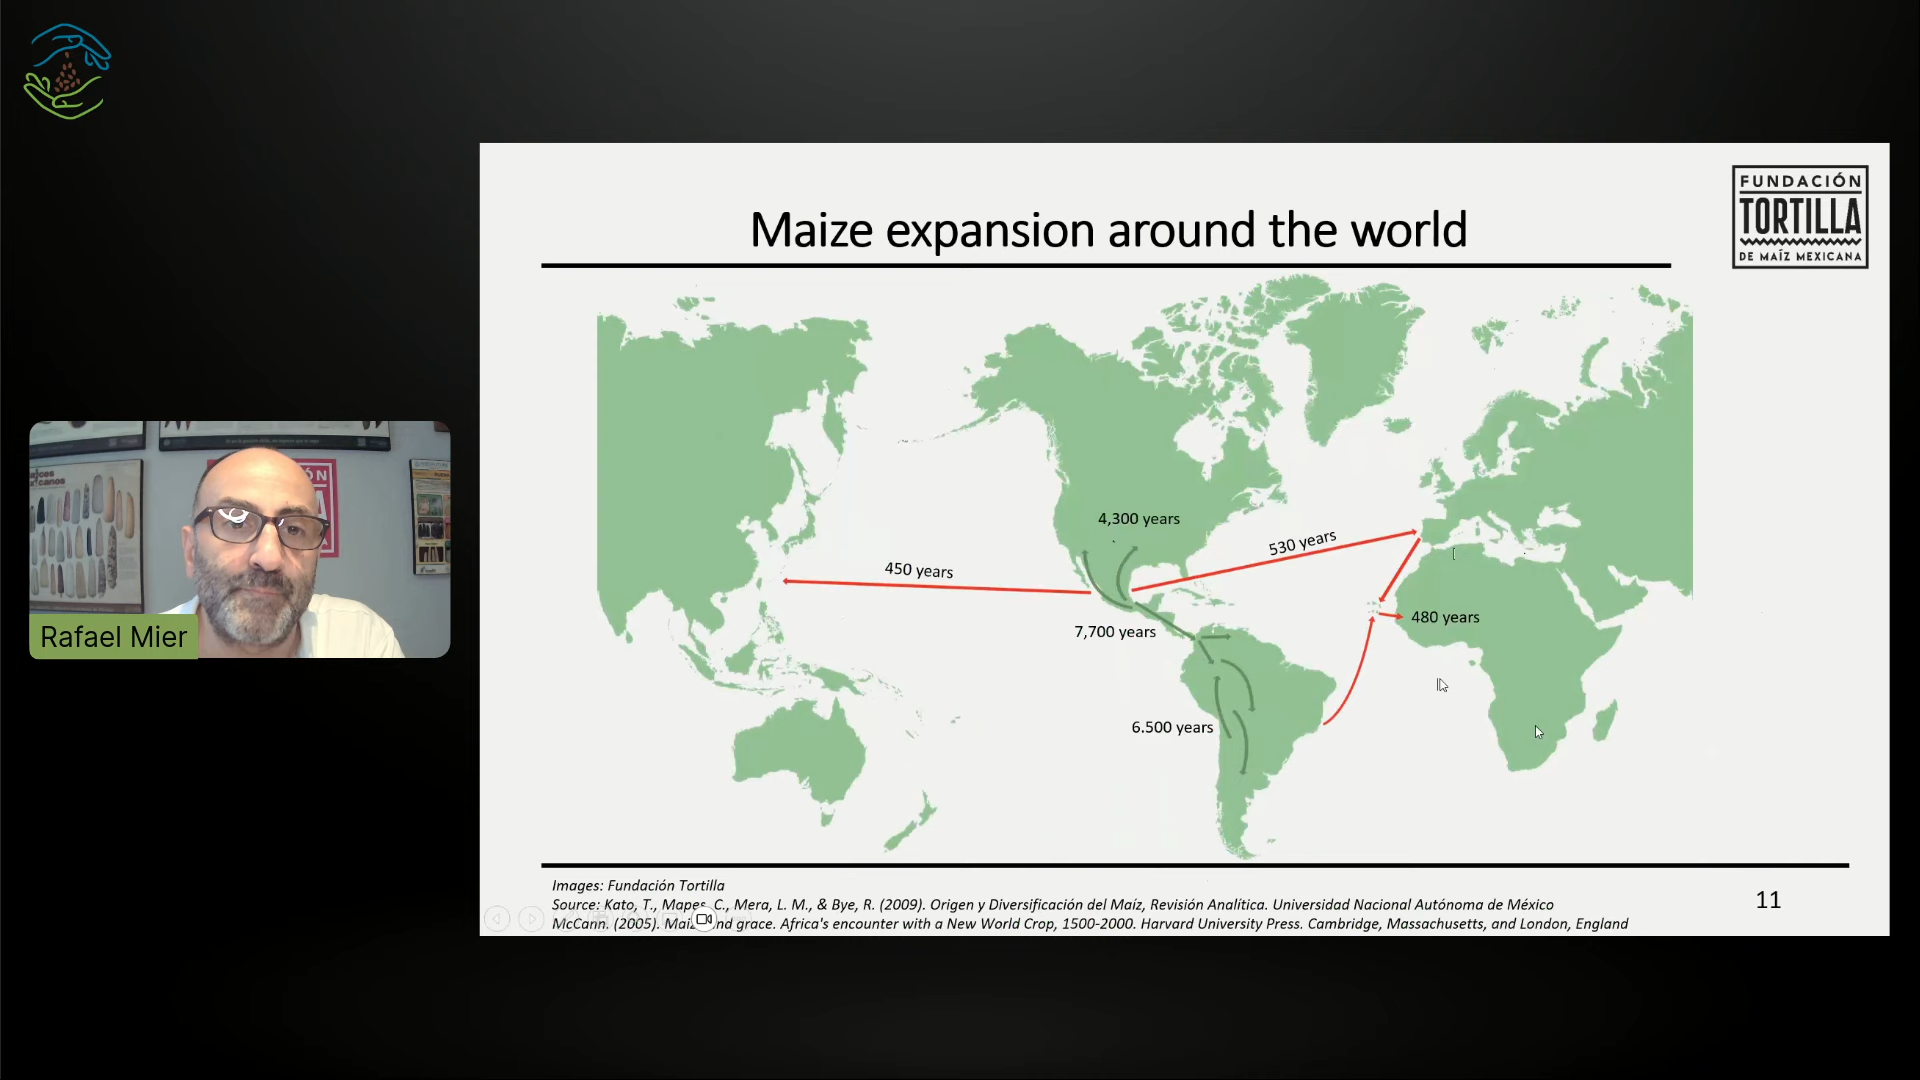 FUNDACIÓN
TORTILLA
DE MAÍZ MEXICANA
Maize expansion around the world
4,300 years
530 years
450 years
480 years
7,700 years
6.500 years
Rafael Mier
Images: Fundación Tortilla
Source: Kato, T., Mapes, C., Mera, L. M., & Bye, R. (2009). Origen y Diversificación del Maíz, Revisión Analítica. Universidad Nacional Autónoma de México
McCann. (2005). Maize and grace. Africa's encounter with a New World Crop, 1500-2000. Harvard University Press. Cambridge, Massachusetts, and London, England
11